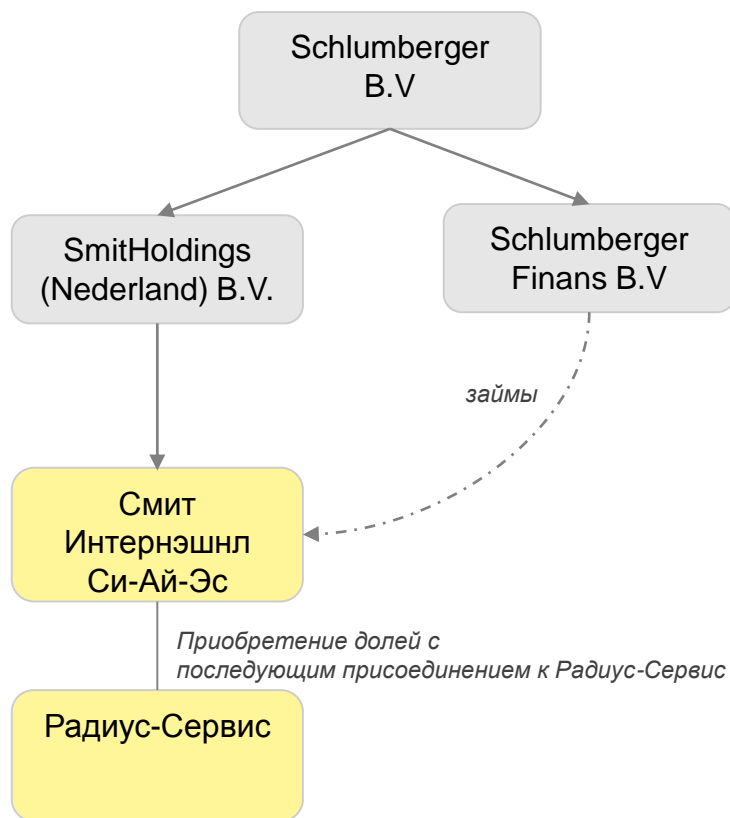 Schlumberger
B.V
SmitHoldings
(Nederland) B.V.
Schlumberger
Finans B.V
займы
Смит
Интернэшнл
Си-Ай-Эс
Приобретение долей с
последующим присоединением к Радиус-Сервис
Радиус-Сервис